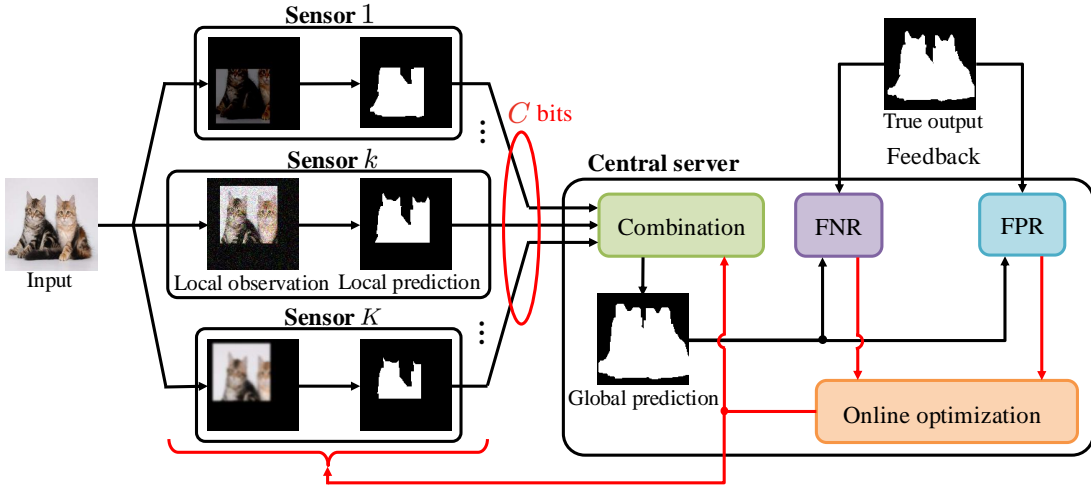 Sensor 1
C bits
True output
Feedback
Sensor k
Central server
Input
Local observation
Local prediction
Combination
FNR
FPR
Sensor K
Global prediction
Online optimization